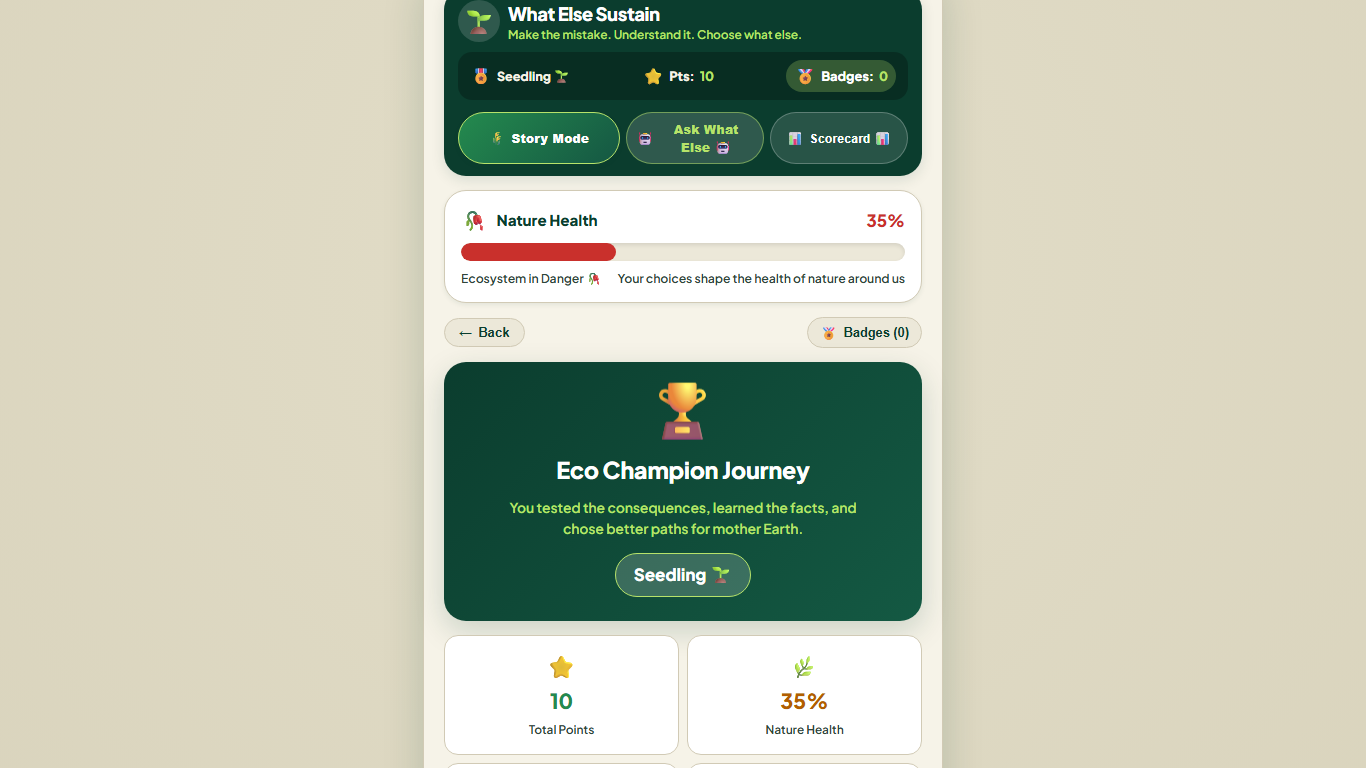 What Else Sustain
Make the mistake. Understand it. Choose what else.
Seedling
Pts: 10
Badges: 0
Story Mode
Ask What
Else
Scorecard
Nature Health
35%
Ecosystem in Danger
Your choices shape the health of nature around us
← Back
Badges (0)
Eco Champion Journey
You tested the consequences, learned the facts, and
chose better paths for mother Earth.
Seedling
10
Total Points
35%
Nature Health